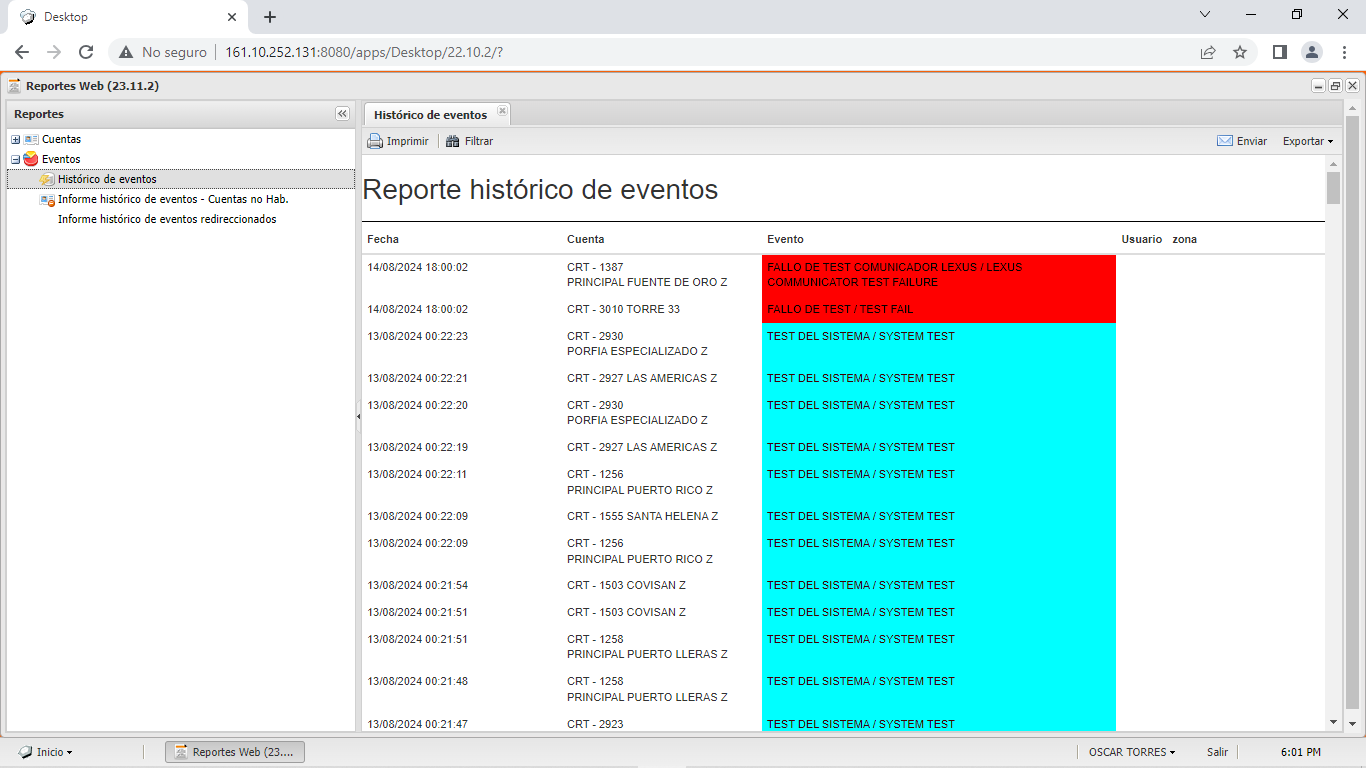 Desktop
No seguro
161.10.252.131:8080/apps/Desktop/22.10.2/?
Reportes Web (23.11.2)
Reportes
Cuentas
Eventos
Histórico de eventos
Informe histórico de eventos - Cuentas no Hab.
Informe histórico de eventos redireccionados
Histórico de eventos
Imprimir
Filtrar
Enviar
Exportar
Reporte histórico de eventos
Fecha Cuenta Evento Usuario zona
14/08/2024 18:00:02 CRT - 1387 FALLO DE TEST COMUNICADOR LEXUS / LEXUS
PRINCIPAL FUENTE DE ORO Z COMMUNICATOR TEST FAILURE
14/08/2024 18:00:02 CRT - 3010 TORRE 33 FALLO DE TEST / TEST FAIL
13/08/2024 00:22:23 CRT - 2930 TEST DEL SISTEMA / SYSTEM TEST
PORFIA ESPECIALIZADO Z
13/08/2024 00:22:21 CRT - 2927 LAS AMERICAS Z TEST DEL SISTEMA / SYSTEM TEST
13/08/2024 00:22:20 CRT - 2930 TEST DEL SISTEMA / SYSTEM TEST
PORFIA ESPECIALIZADO Z
13/08/2024 00:22:19 CRT - 2927 LAS AMERICAS Z TEST DEL SISTEMA / SYSTEM TEST
13/08/2024 00:22:11 CRT - 1256 TEST DEL SISTEMA / SYSTEM TEST
PRINCIPAL PUERTO RICO Z
13/08/2024 00:22:09 CRT - 1555 SANTA HELENA Z TEST DEL SISTEMA / SYSTEM TEST
13/08/2024 00:22:09 CRT - 1256 TEST DEL SISTEMA / SYSTEM TEST
PRINCIPAL PUERTO RICO Z
13/08/2024 00:21:54 CRT - 1503 COVISAN Z TEST DEL SISTEMA / SYSTEM TEST
13/08/2024 00:21:51 CRT - 1503 COVISAN Z TEST DEL SISTEMA / SYSTEM TEST
13/08/2024 00:21:51 CRT - 1258 TEST DEL SISTEMA / SYSTEM TEST
PRINCIPAL PUERTO LLERAS Z
13/08/2024 00:21:48 CRT - 1258 TEST DEL SISTEMA / SYSTEM TEST
PRINCIPAL PUERTO LLERAS Z
13/08/2024 00:21:47 CRT - 2923 TEST DEL SISTEMA / SYSTEM TEST
Inicio
Reportes Web (23....
OSCAR TORRES
Salir
6:01 PM